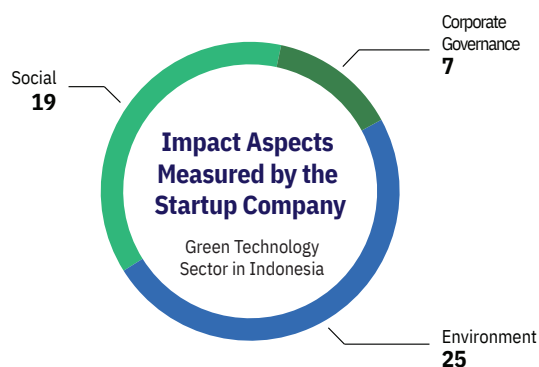 Corporate
Governance
7
Social
19
Impact Aspects
Measured by the
Startup Company
Green Technology
Sector in Indonesia
Environment
25